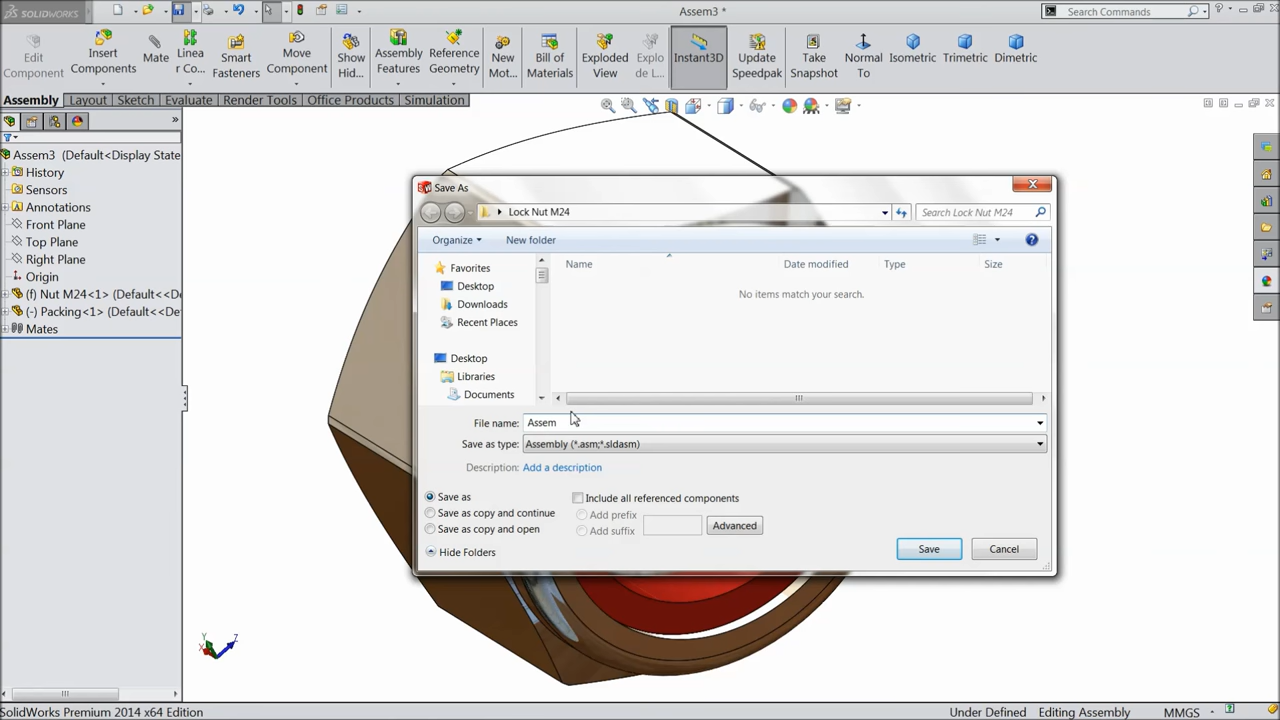 SOLIDWORKS
Assem3 *
Search Commands
Edit Component
Insert Components
Mate
Linea r Co...
Smart Fasteners
Move Component
Show Hid...
Assembly Features
Reference Geometry
New Mot...
Bill of Materials
Exploded View
Explo de L...
Instant3D
Update Speedpak
Take Snapshot
Normal To
Isometric
Trimetric
Dimetric
Assembly
Layout
Sketch
Evaluate
Render Tools
Office Products
Simulation
Assem3 (Default<Display State
History
Sensors
Annotations
Front Plane
Top Plane
Right Plane
Origin
(f) Nut M24<1> (Default<<Def
(-) Packing<1> (Default<<De
Mates
Save As
Lock Nut M24
Search Lock Nut M24
Organize
New folder
Favorites
Desktop
Downloads
Recent Places
Desktop
Libraries
Documents
Name
Date modified
Type
Size
No items match your search.
File name: Assem
Save as type: Assembly (*.asm;*.sldasm)
Description: Add a description
Save as
Save as copy and continue
Save as copy and open
Include all referenced components
Add prefix
Add suffix
Advanced
Hide Folders
Save
Cancel
Y
Z
X
SolidWorks Premium 2014 x64 Edition
Under Defined
Editing Assembly
MMGS